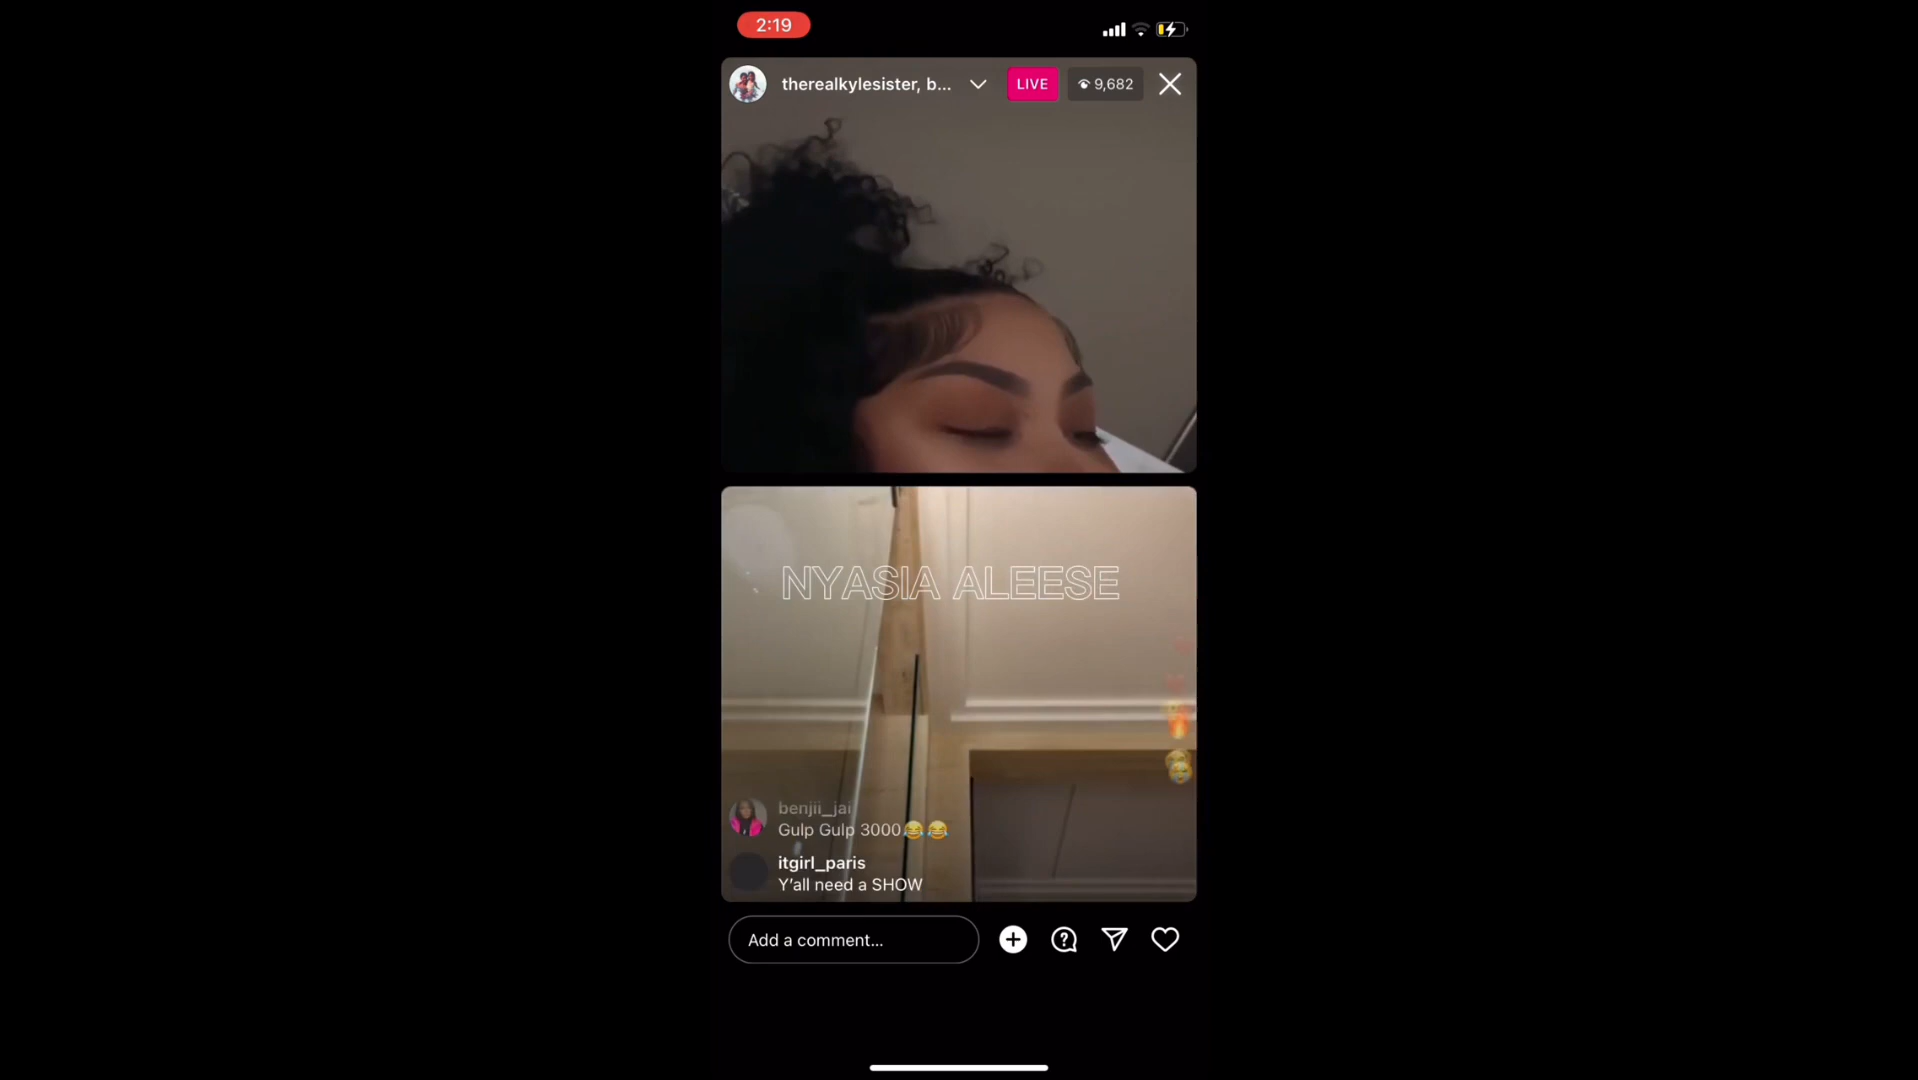 2:19
therealkylesister, b...
LIVE
9,682
NYASIA ALEESE
benjii_jai
Gulp Gulp 3000😂😂
itgirl_paris
Y’all need a SHOW
Add a comment...